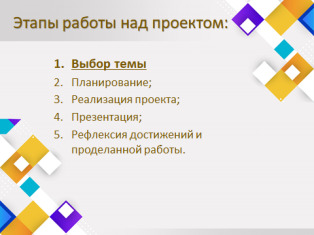 Этапы работы над проектом:
1. Выбор темы
2. Планирование;
3. Реализация проекта;
4. Презентация;
5. Рефлексия достижений и
проделанной работы.